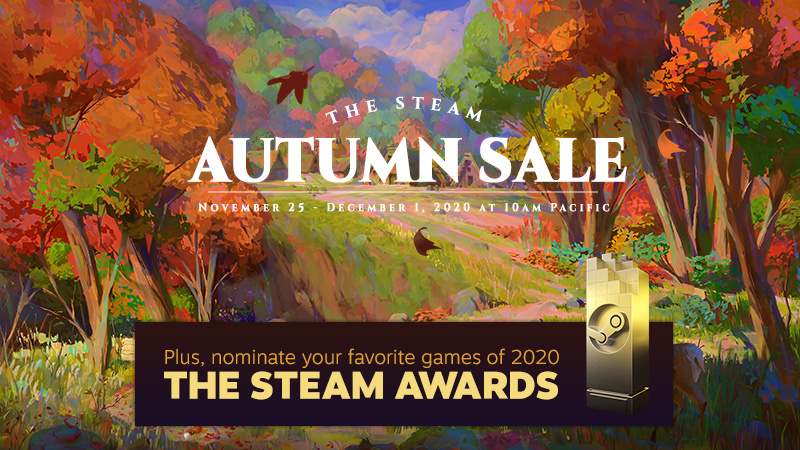 THE STEAM
AUTUMN SALE
NOVEMBER 25 - DECEMBER 1, 2020 AT 10AM PACIFIC
Plus, nominate your favorite games of 2020
THE STEAM AWARDS